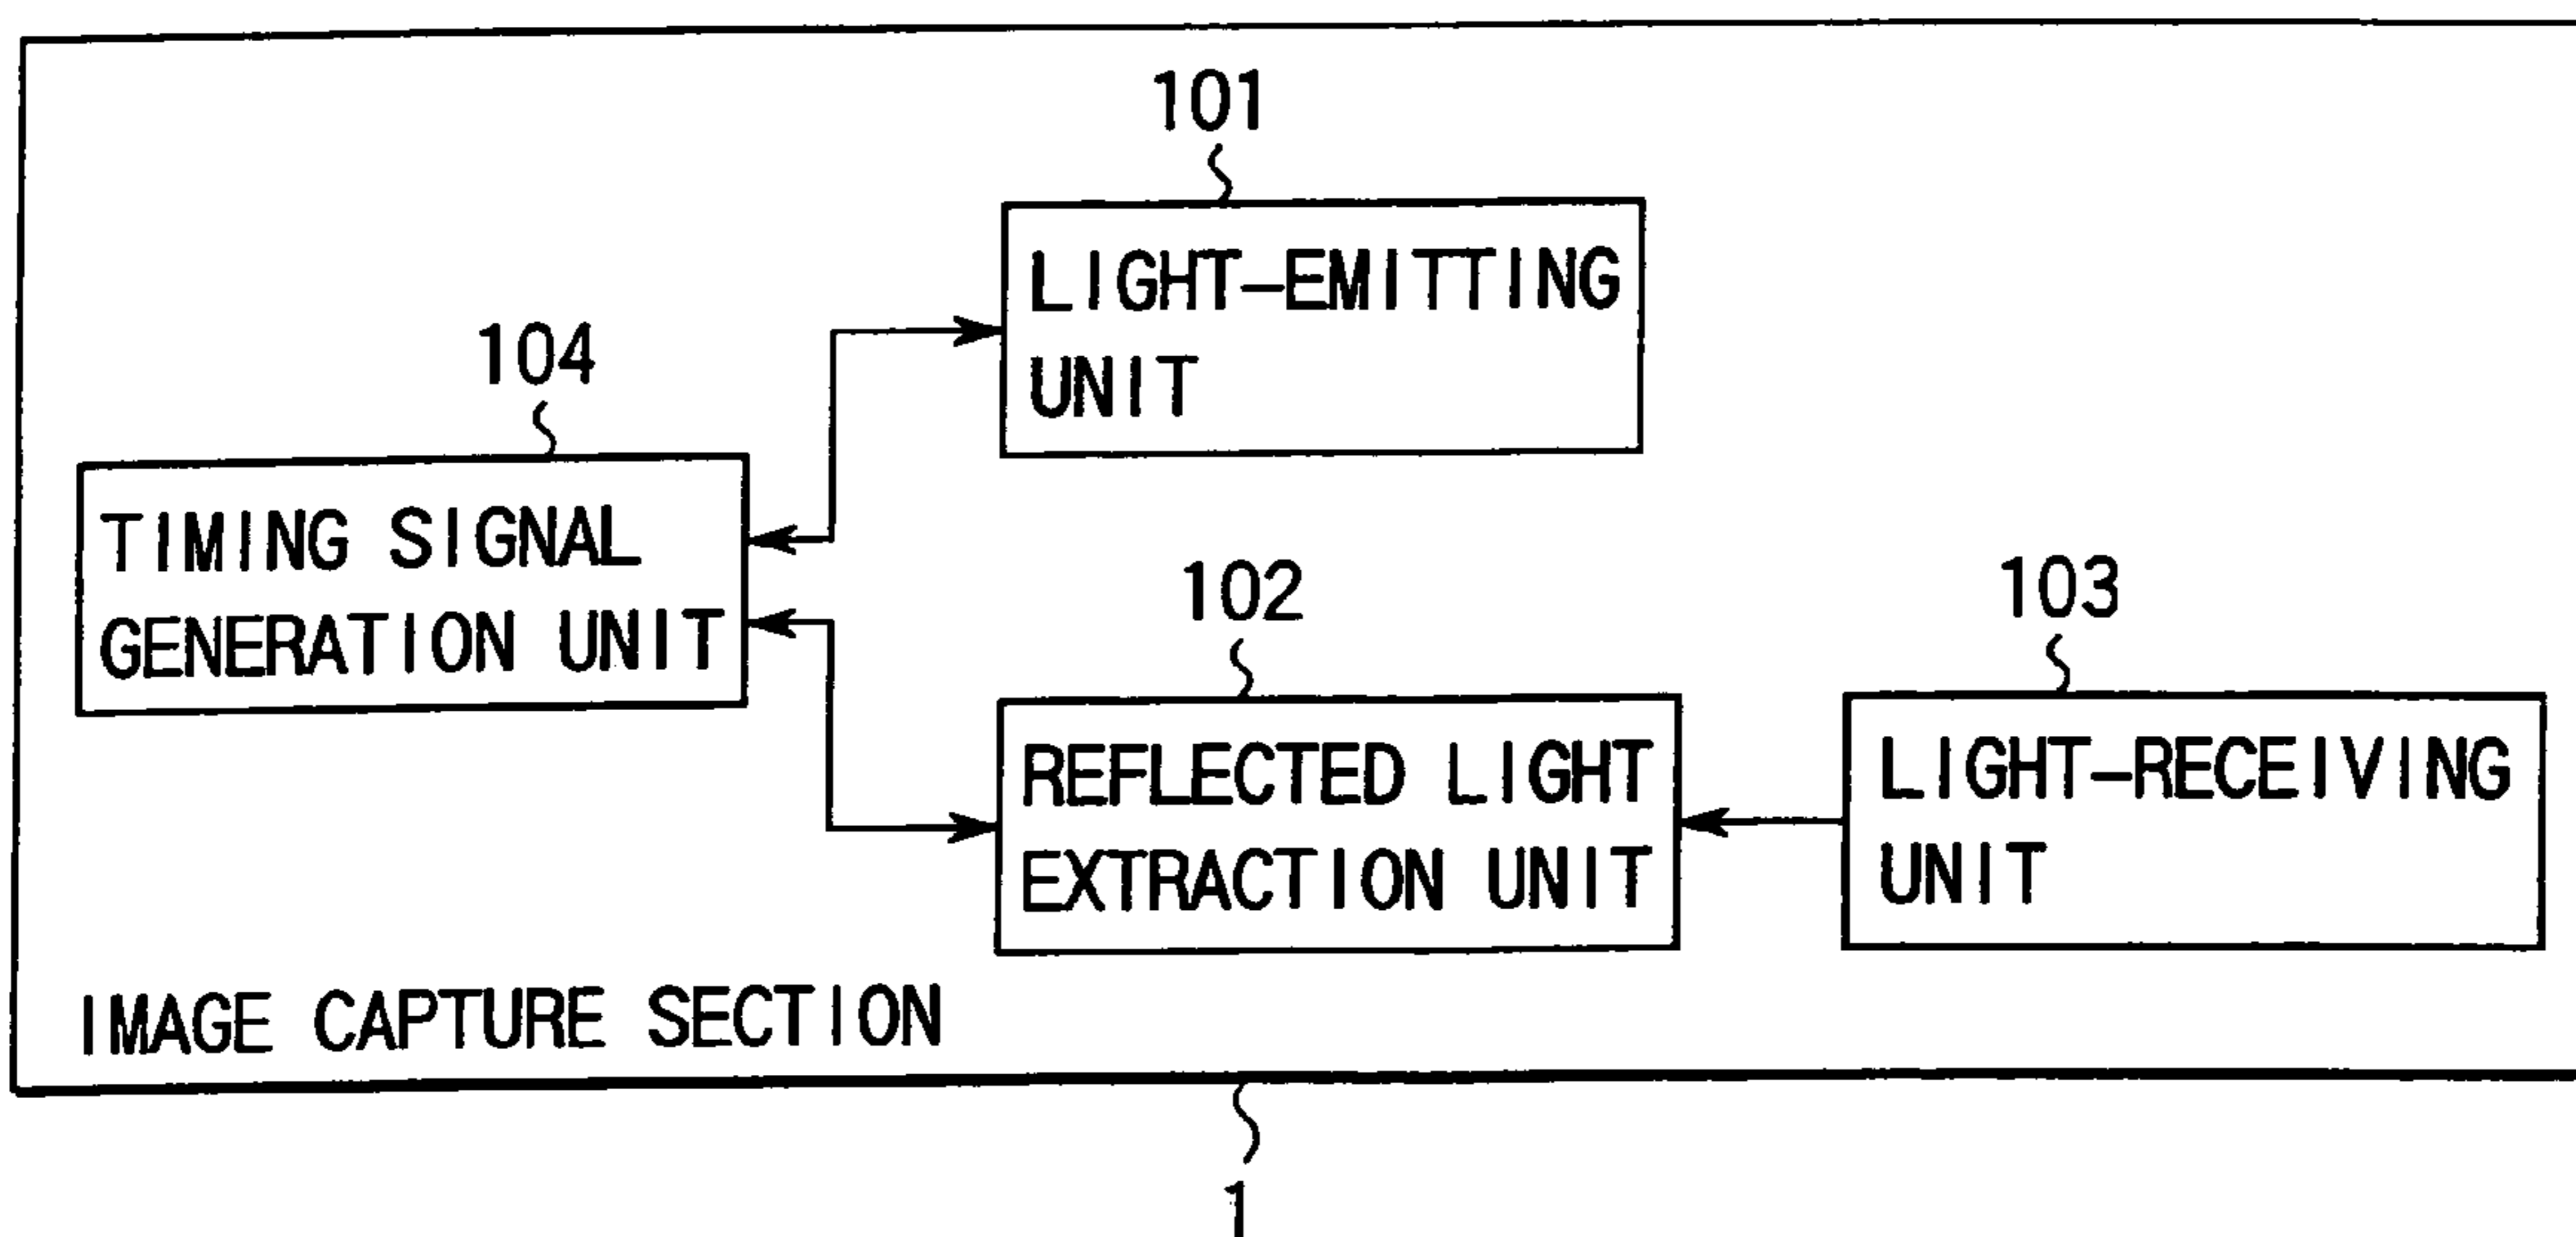 101
LIGHT-EMITTING
UNIT
104
TIMING SIGNAL
GENERATION UNIT
102
REFLECTED LIGHT
EXTRACTION UNIT
103
LIGHT-RECEIVING
UNIT
IMAGE CAPTURE SECTION
1